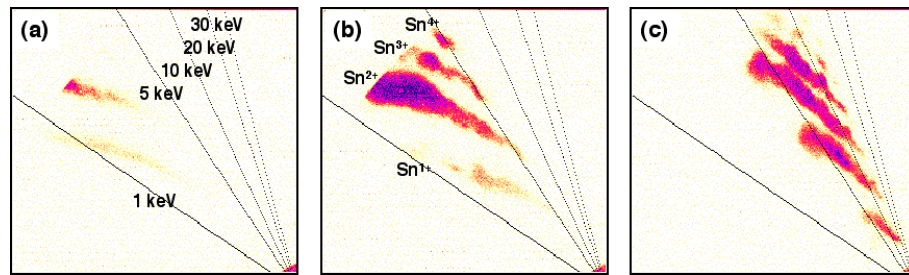 (a)
30 keV
20 keV
10 keV
5 keV
1 keV
(b)
Sn⁴⁺
Sn³⁺
Sn²⁺
Sn¹⁺
(c)